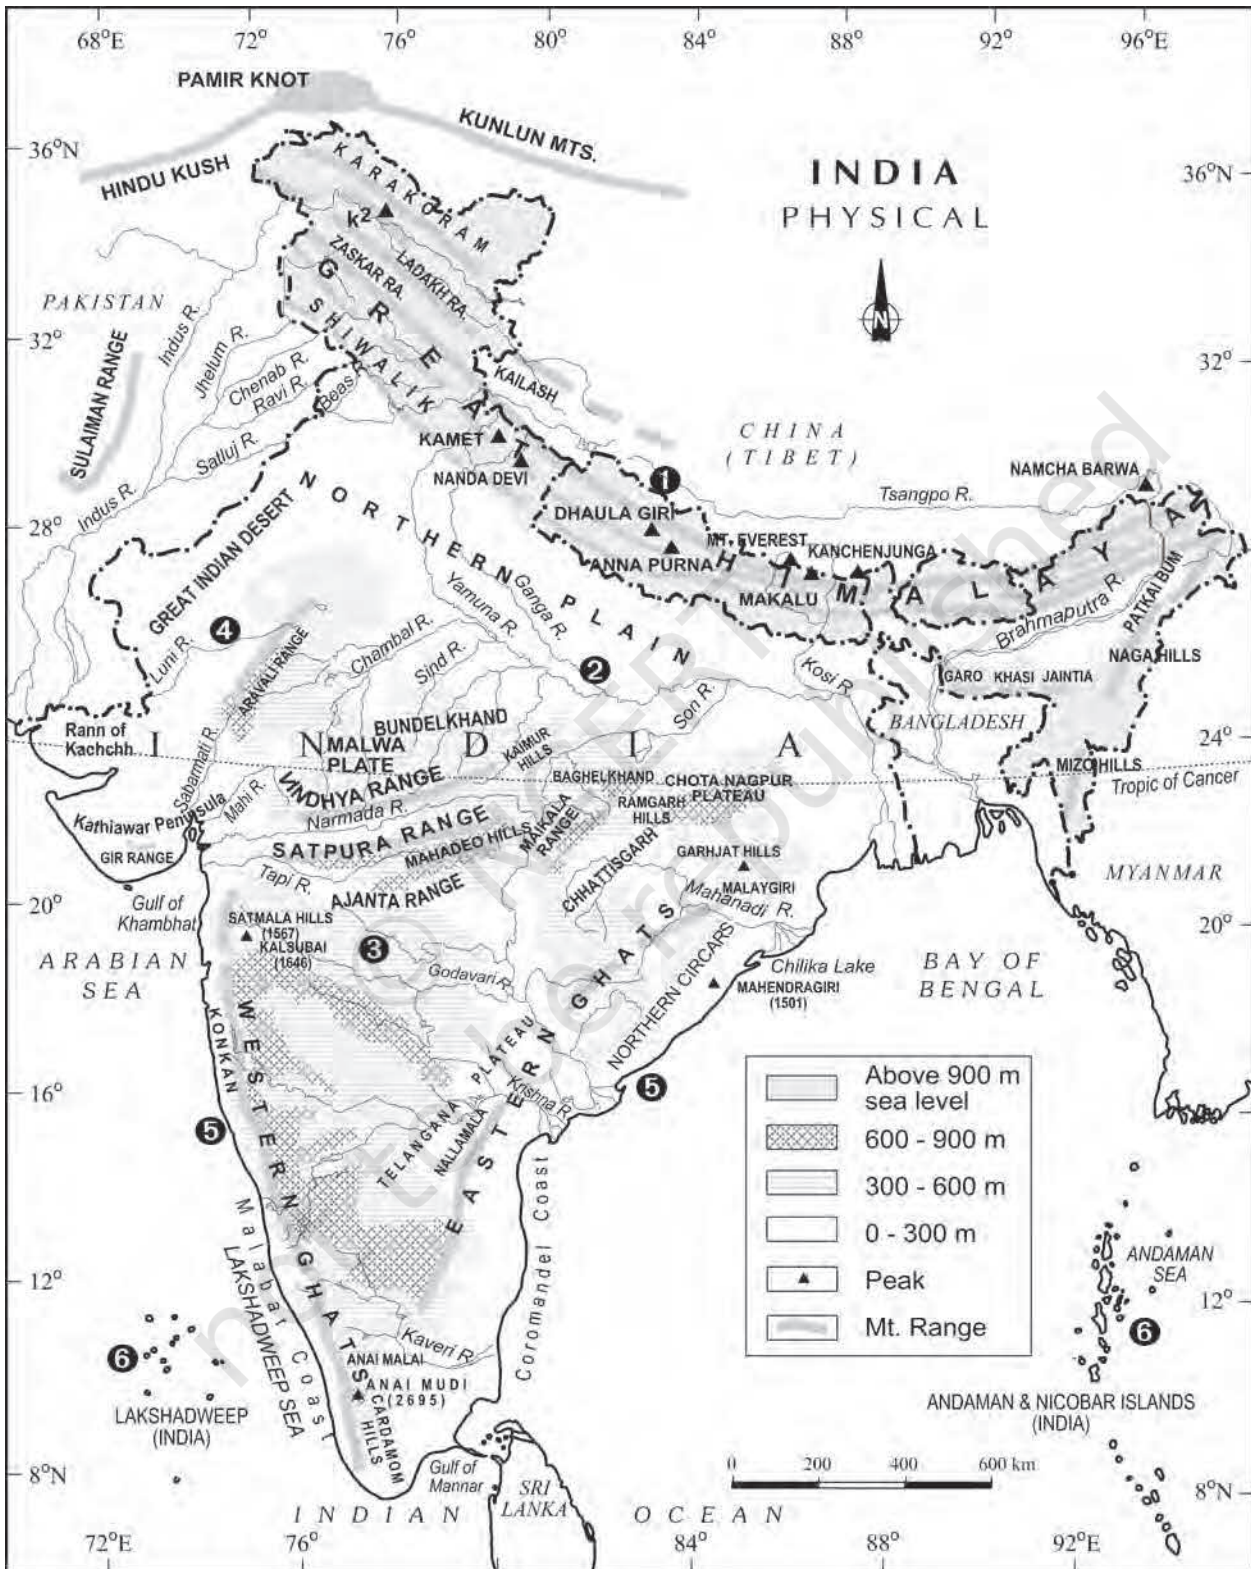 68°E 72° 76° 80° 84° 88° 92° 96°E
PAMIR KNOT
KUNLUN MTS.
HINDU KUSH
36°N
36°N
INDIA
PHYSICAL
KARAKORAM
k2
LADAKH RA.
ZASKAR RA.
GREAT HIMALAYA
SHIWALIK
N
PAKISTAN
SULAIMAN RANGE
Indus R.
Jhelum R.
Chenab R.
Ravi R.
Beas
Satluj R.
Indus R.
32°
32°
KAILASH
KAMET
NANDA DEVI
CHINA
(TIBET)
1
NAMCHA BARWA
Tsangpo R.
28°
28°
DHAULA GIRI
ANNA PURNA
MT. EVEREST
KANCHENJUNGA
MAKALU
GREAT INDIAN DESERT
NORTHERN PLAIN
Yamuna R.
Ganga R.
Brahmaputra R.
PATKAI BUM
NAGA HILLS
GARO KHASI JAINTIA
Kosi R.
BANGLADESH
4
Luni R.
ARAVALI RANGE
Chambal R.
Sind R.
2
Son R.
BUNDELKHAND
Rann of
Kachchh
INDIA
24°
MALWA
PLATE
KAIMUR
HILLS
MIZO HILLS
Tropic of Cancer
Sabarmati R.
Mahi R.
VINDHYA RANGE
BAGHELKHAND
CHOTA NAGPUR
PLATEAU
Narmada R.
RAMGARH
HILLS
Kathiawar Peninsula
GIR RANGE
SATPURA RANGE
MAHADEO HILLS
MAIKALA
RANGE
CHHATTISGARH
GARHJAT HILLS
MALAYGIRI
Mahanadi R.
MYANMAR
Tapi R.
AJANTA RANGE
20°
20°
Gulf of
Khambhat
SATMALA HILLS
(1567)
KALSUBAI
(1646)
3
Godavari R.
ARABIAN
SEA
BAY OF
BENGAL
Chilika Lake
MAHENDRAGIRI
(1501)
NORTHERN CIRCARS
EASTERN GHATS
WESTERN GHATS
KONKAN
TELANGANA PLATEAU
NALLAMALA
Krishna R.
16°
5
5
Above 900 m
sea level
600 - 900 m
300 - 600 m
0 - 300 m
Peak
Mt. Range
Malabar Coast
LAKSHADWEEP SEA
Coromandel Coast
12°
12°
ANDAMAN
SEA
6
6
Kaveri R.
ANAI MALAI
ANAI MUDI
(2695)
CARDAMOM
HILLS
LAKSHADWEEP
(INDIA)
ANDAMAN & NICOBAR ISLANDS
(INDIA)
0 200 400 600 km
8°N
8°N
Gulf of
Mannar
SRI
LANKA
INDIAN OCEAN
72°E 76° 84° 88° 92°E
© NCERT
not to be republished